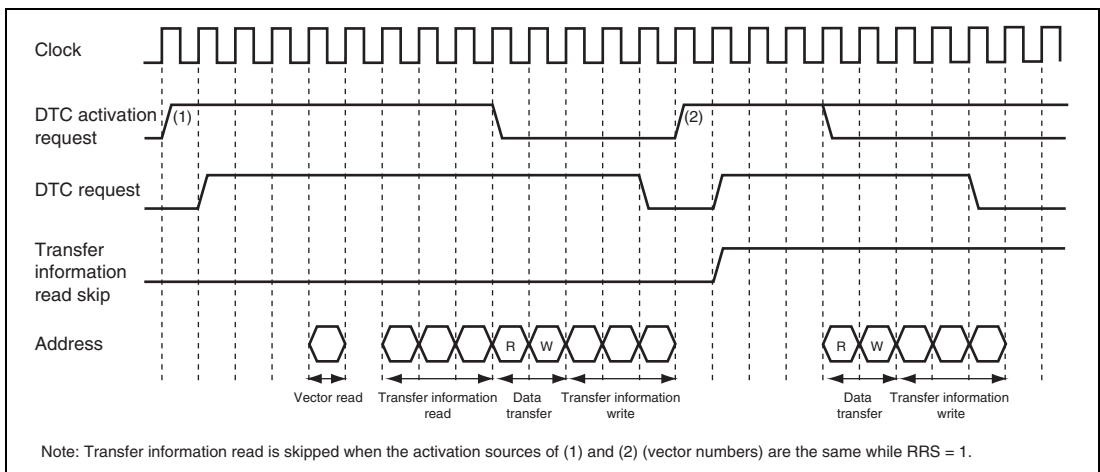 Clock
DTC activation
request
(1)
(2)
DTC request
Transfer
information
read skip
Address
R
W
R
W
Vector read
Transfer information
read
Data
transfer
Transfer information
write
Data
transfer
Transfer information
write
Note: Transfer information read is skipped when the activation sources of (1) and (2) (vector numbers) are the same while RRS = 1.